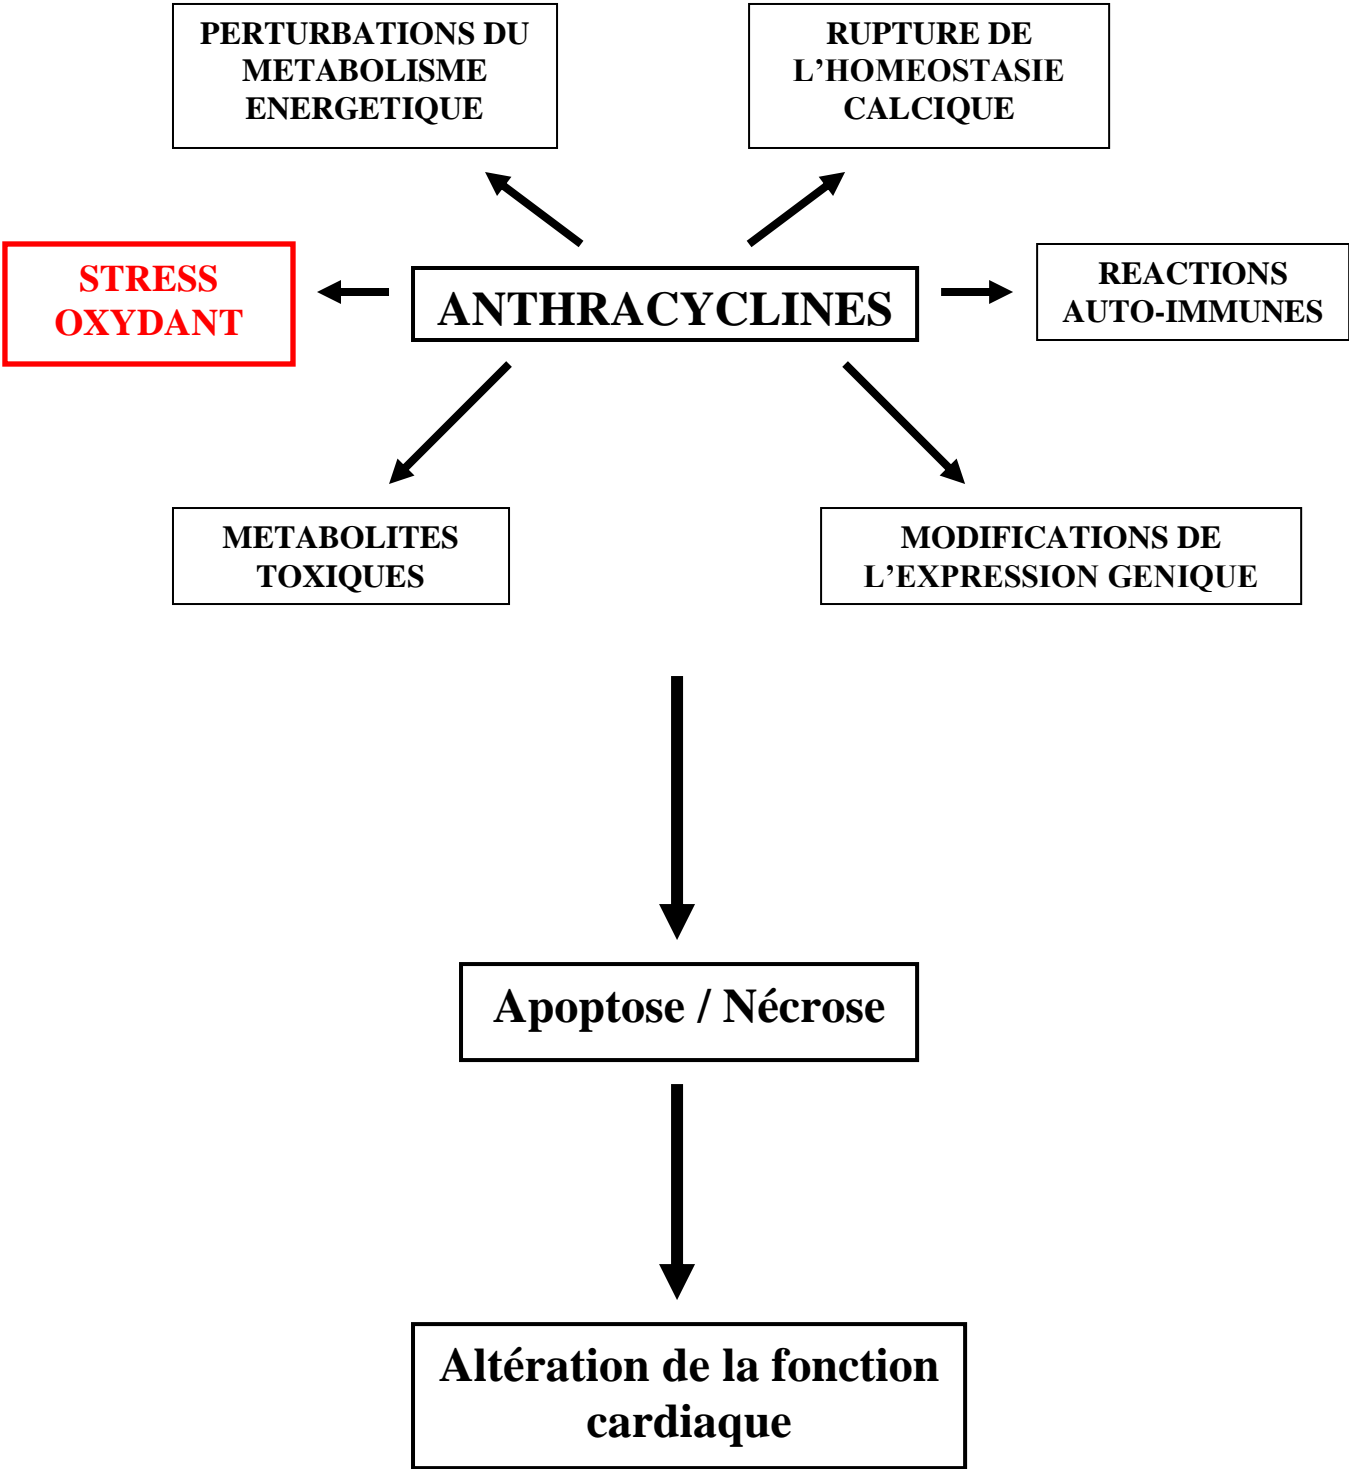 PERTURBATIONS DU
METABOLISME
ENERGETIQUE
RUPTURE DE
L’HOMEOSTASIE
CALCIQUE
STRESS
OXYDANT
ANTHRACYCLINES
REACTIONS
AUTO-IMMUNES
METABOLITES
TOXIQUES
MODIFICATIONS DE
L’EXPRESSION GENIQUE
Apoptose / Nécrose
Altération de la fonction
cardiaque